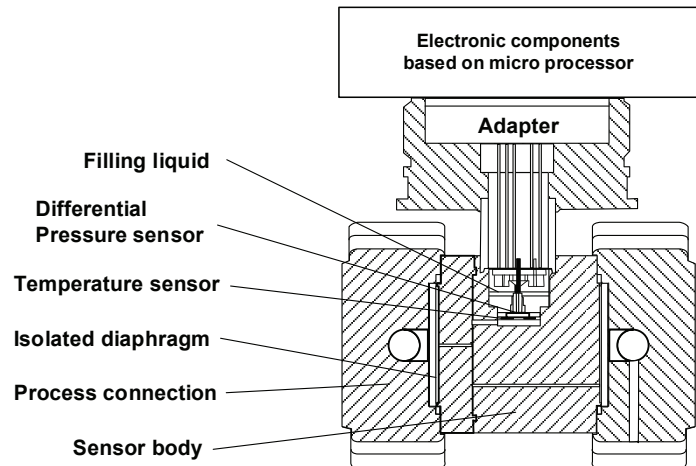 Electronic components
based on micro processor
Adapter
Filling liquid
Differential
Pressure sensor
Temperature sensor
Isolated diaphragm
Process connection
Sensor body